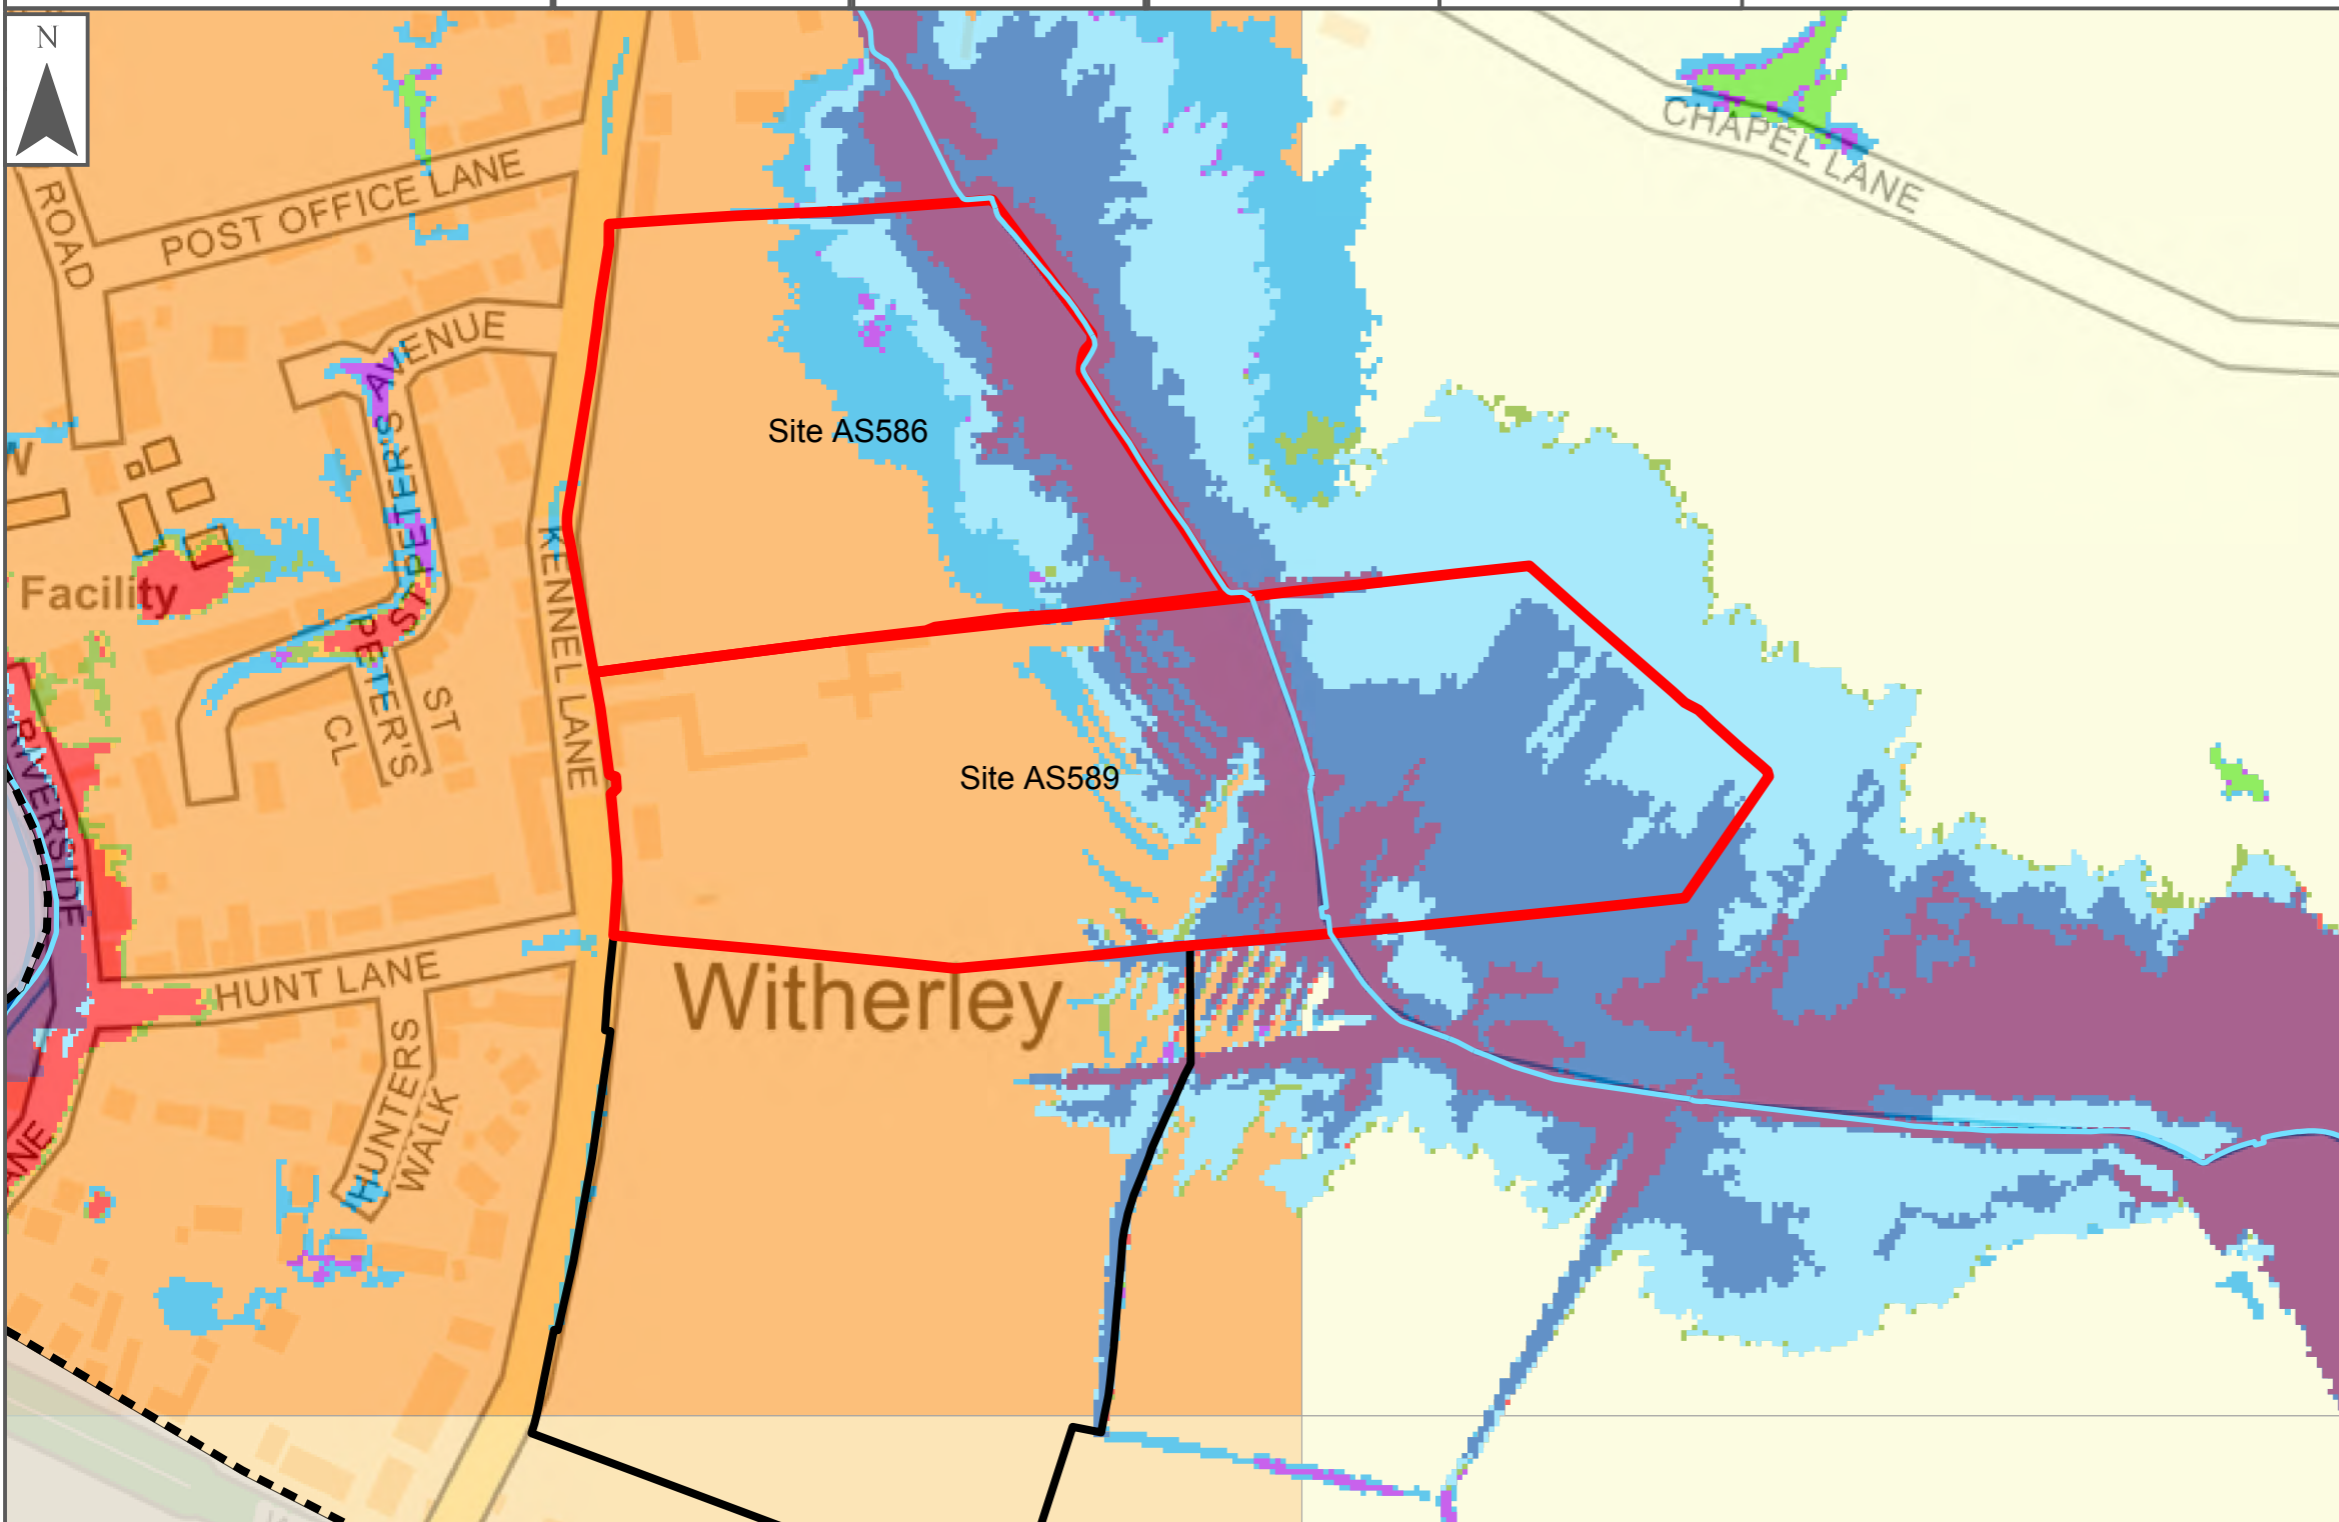 N
ROAD
POST OFFICE LANE
CHAPEL LANE
ST PETER'S AVENUE
Site AS586
W
Facility
KENNEL LANE
ST
PETER'S
CL
Site AS589
RIVERSIDE
HUNT LANE
Witherley
HUNTERS
WALK